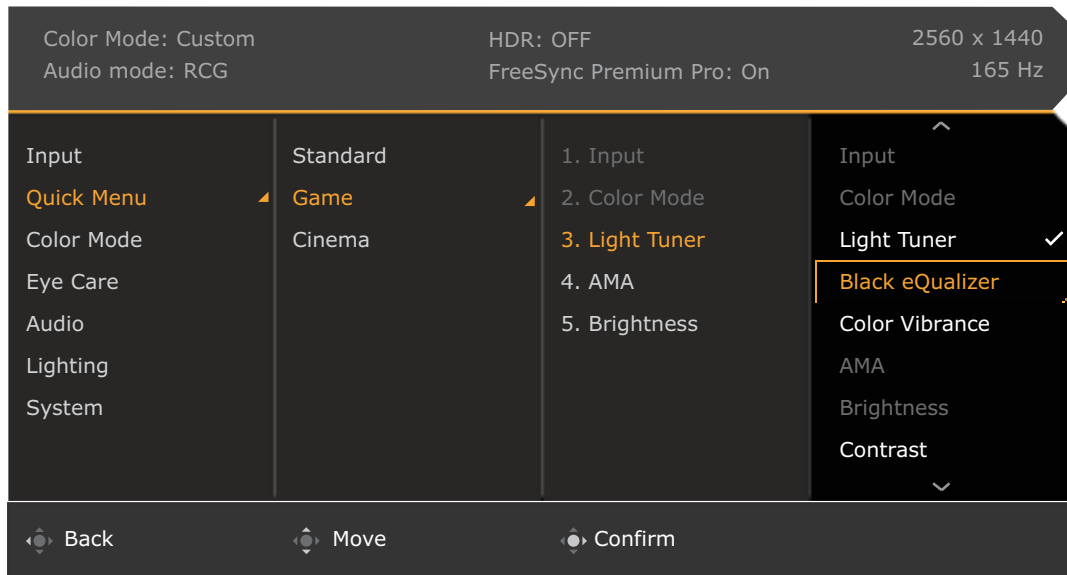 Color Mode: Custom
HDR: OFF
2560 x 1440
Audio mode: RCG
FreeSync Premium Pro: On
165 Hz
Input
Quick Menu
Color Mode
Eye Care
Audio
Lighting
System
Standard
Game
Cinema
1. Input
2. Color Mode
3. Light Tuner
4. AMA
5. Brightness
Input
Color Mode
Light Tuner
Black eQualizer
Color Vibrance
AMA
Brightness
Contrast
Back
Move
Confirm